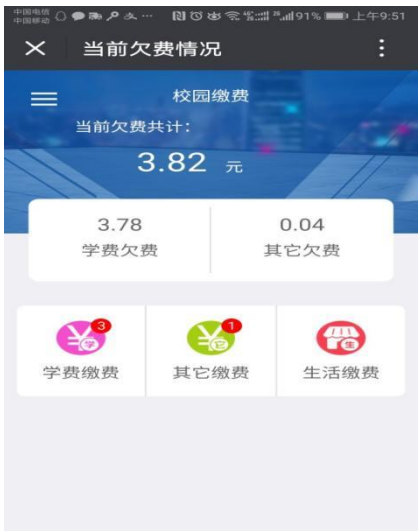 中国电信
中国移动
91% 上午9:51
当前欠费情况
校园缴费
当前欠费共计:
3.82 元
3.78 0.04
学费欠费 其它欠费
3 1
学 它 生
学费缴费 其它缴费 生活缴费